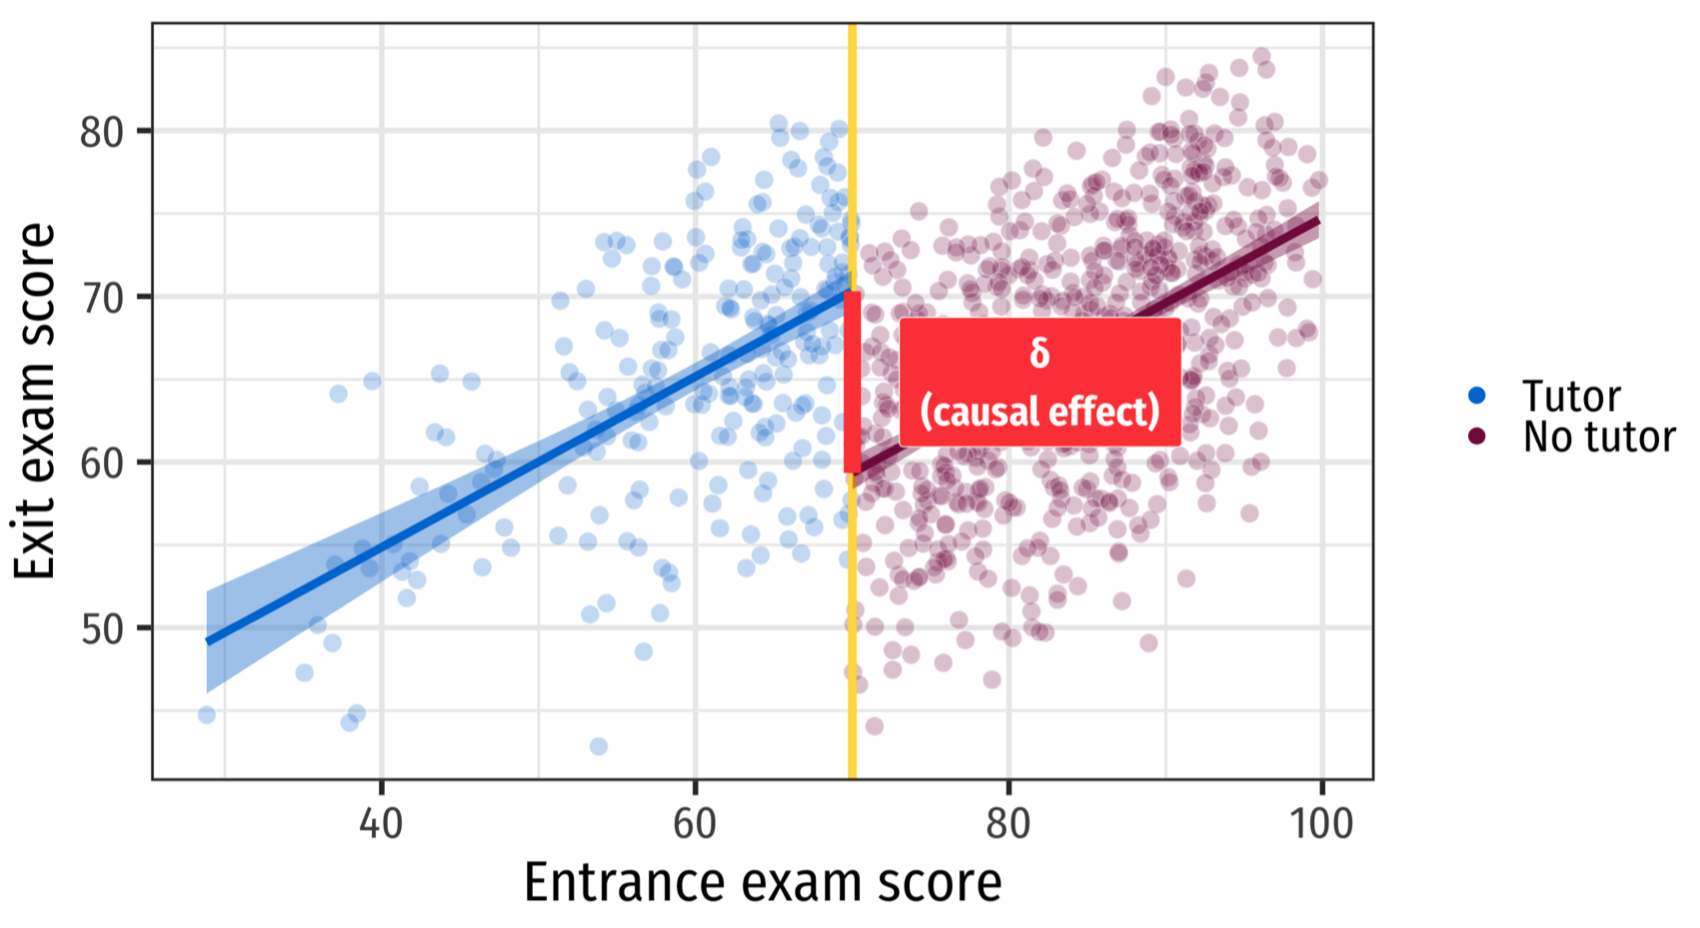 80
70
60
50
Exit exam score
δ
(causal effect)
40 60 80 100
Entrance exam score
Tutor
No tutor